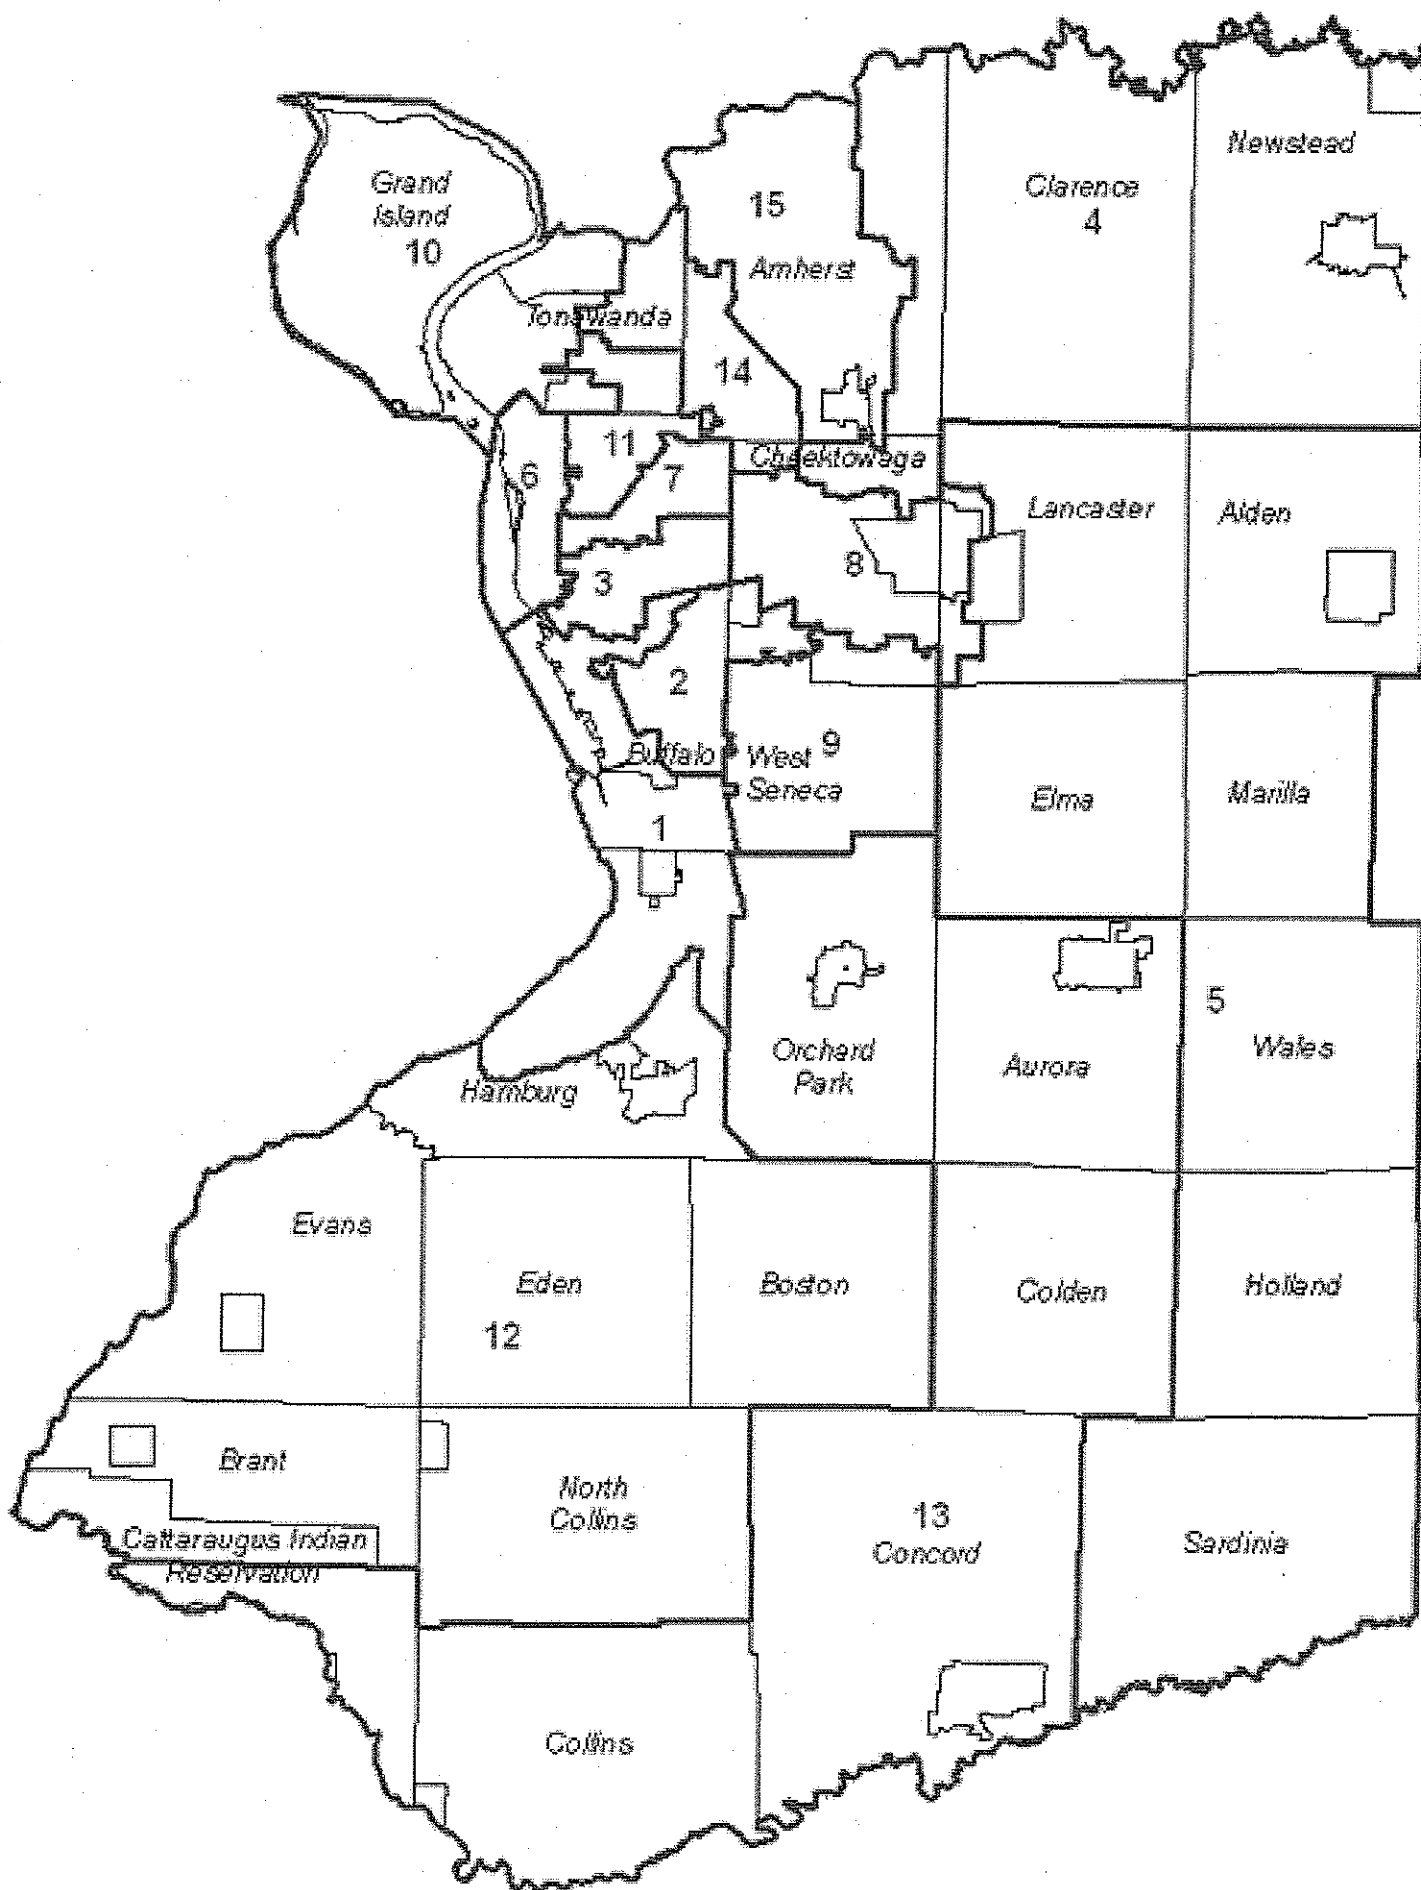 Newstead
Grand
Island
10
Clarence
4
15
Amherst
Tonawanda
14
11
7
6
Cheektowaga
Lancaster
Alden
8
3
2
Buffalo
West
Seneca
9
Elma
Marilla
1
5
Orchard
Park
Aurora
Wales
Hamburg
Evans
Eden
12
Boston
Colden
Holland
Brant
North
Collins
13
Concord
Sardinia
Cattaraugus Indian
Reservation
Collins